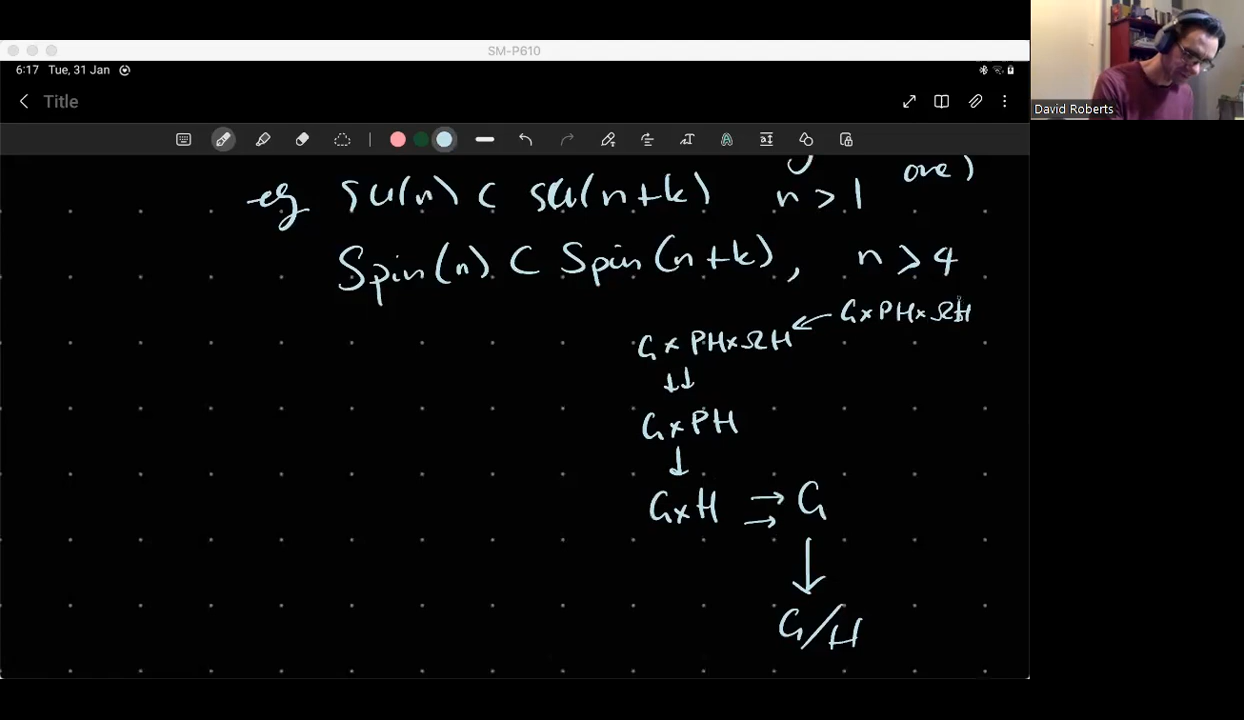 SM-P610
6:17 Tue, 31 Jan
Title
David Roberts
one)
eg SU(n) ⊂ SU(n+k) n > 1
Spin(n) ⊂ Spin(n+k), n > 4
G×PH×ΩH
G×PH×ΩH
G×PH
G×H ⇉ G
G/H